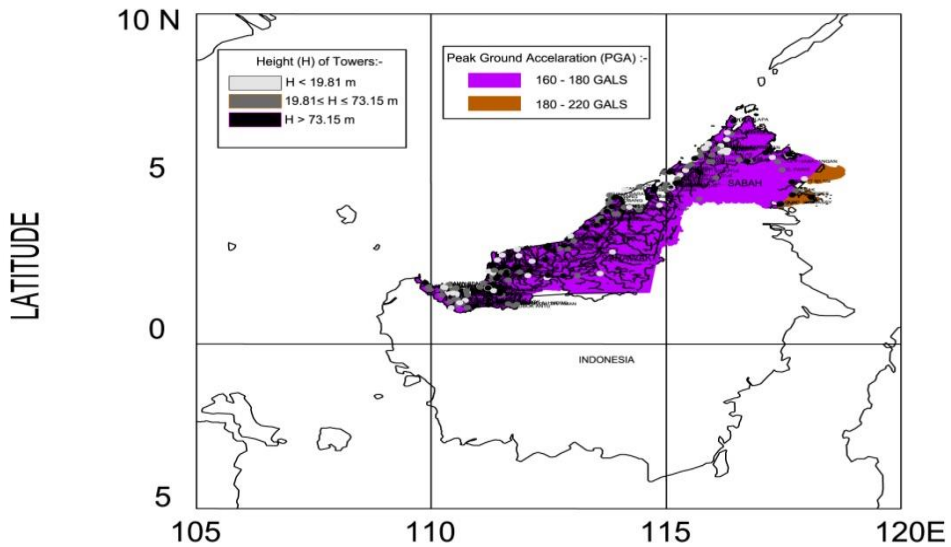 10 N
Height (H) of Towers:-
H < 19.81 m
19.81≤ H ≤ 73.15 m
H > 73.15 m
Peak Ground Accelaration (PGA) :-
160 - 180 GALS
180 - 220 GALS
5
SABAH
LATITUDE
0
INDONESIA
5
105
110
115
120E